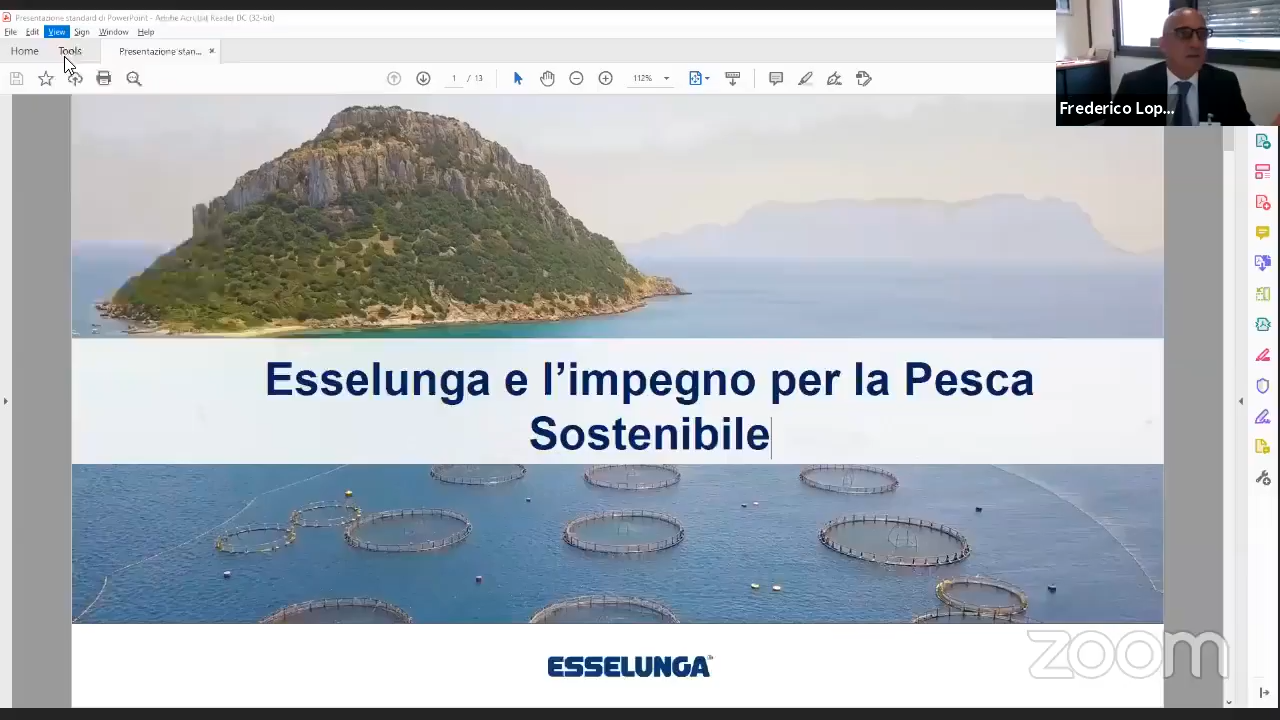 Presentazione standard di PowerPoint - Adobe Acrobat Reader DC (32-bit)
File Edit View Sign Window Help
Home Tools Presentazione stan... ×
1 / 13 112%
Frederico Lop...
Esselunga e l’impegno per la Pesca
Sostenibile
ESSELUNGA®
zoom